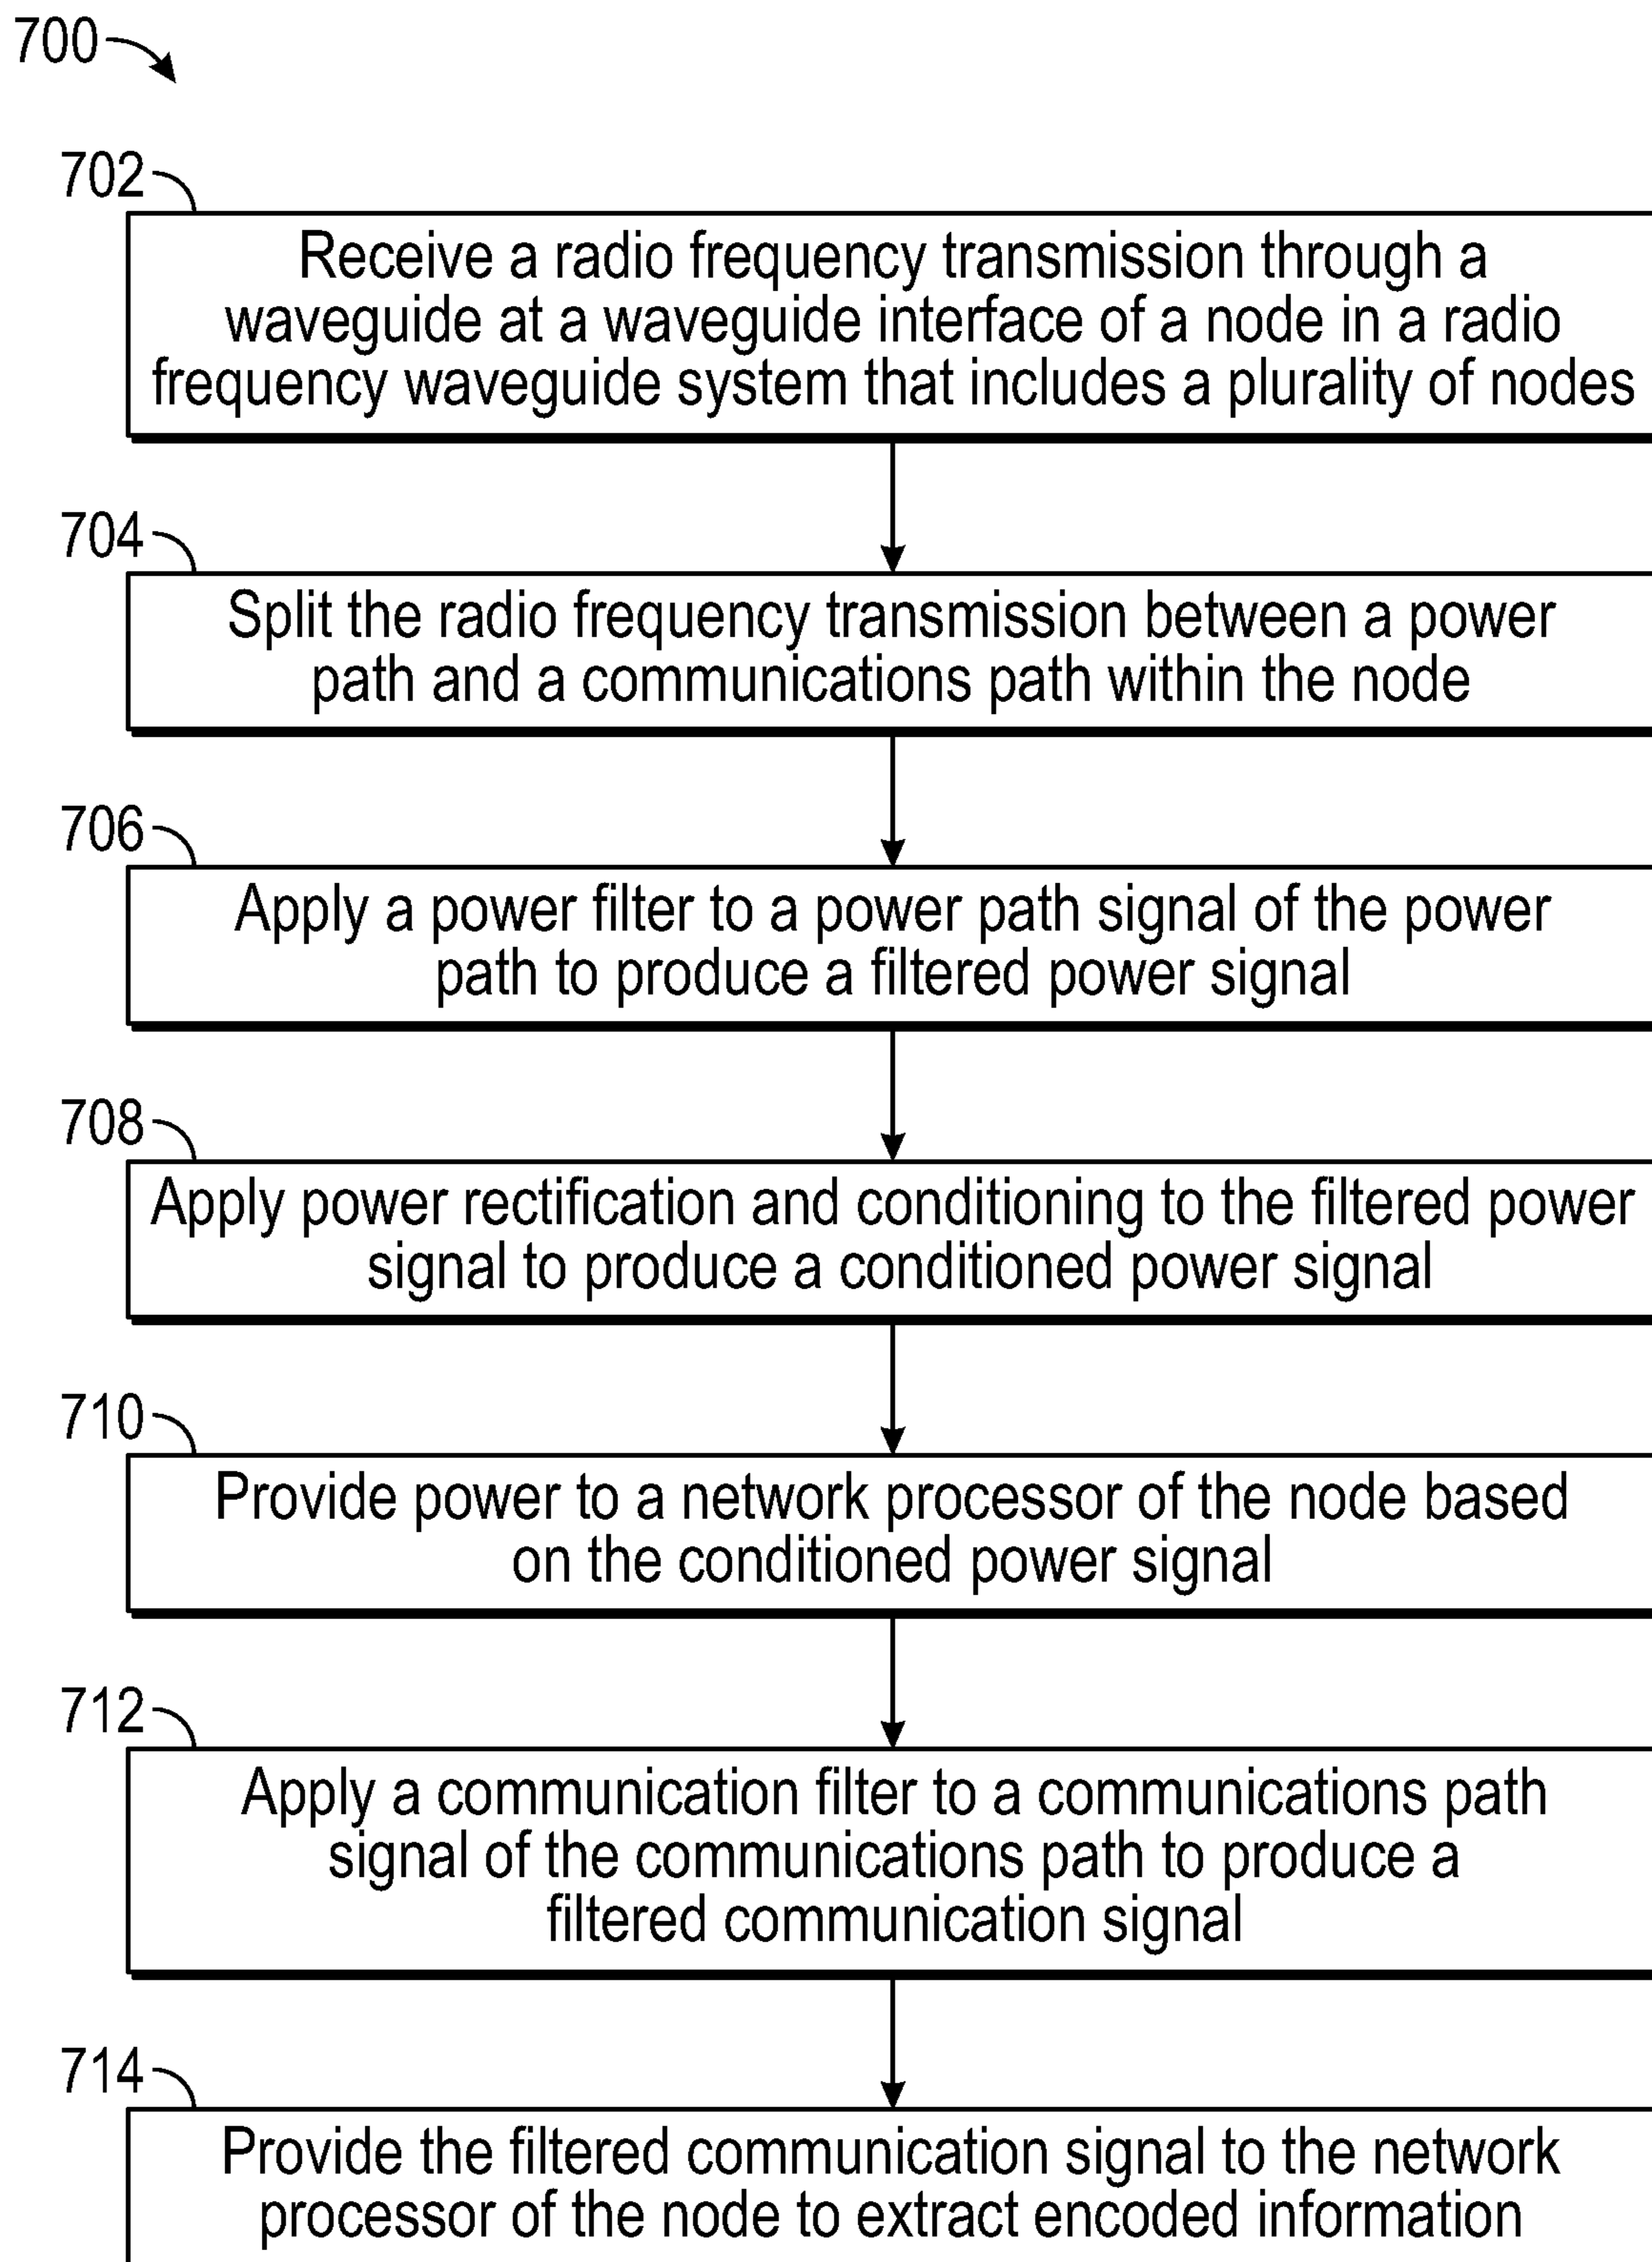 700
702
Receive a radio frequency transmission through a
waveguide at a waveguide interface of a node in a radio
frequency waveguide system that includes a plurality of nodes
704
Split the radio frequency transmission between a power
path and a communications path within the node
706
Apply a power filter to a power path signal of the power
path to produce a filtered power signal
708
Apply power rectification and conditioning to the filtered power
signal to produce a conditioned power signal
710
Provide power to a network processor of the node based
on the conditioned power signal
712
Apply a communication filter to a communications path
signal of the communications path to produce a
filtered communication signal
714
Provide the filtered communication signal to the network
processor of the node to extract encoded information